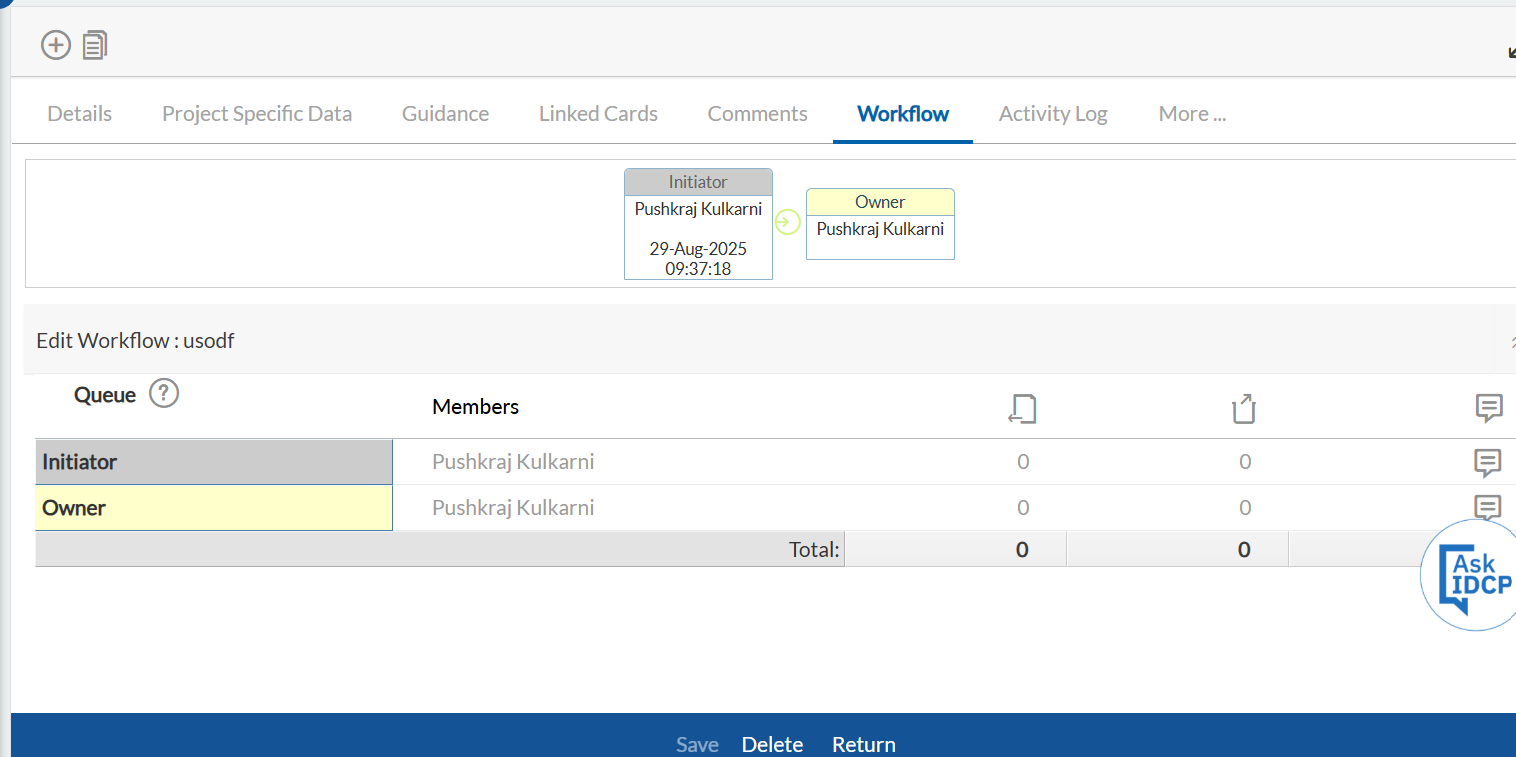 Details Project Specific Data Guidance Linked Cards Comments Workflow Activity Log More ...
Initiator
Pushkraj Kulkarni
29-Aug-2025
09:37:18
Owner
Pushkraj Kulkarni
Edit Workflow : usodf
Queue ?
Members
Initiator Pushkraj Kulkarni 0 0
Owner Pushkraj Kulkarni 0 0
Total: 0 0
Ask
IDCP
Save Delete Return